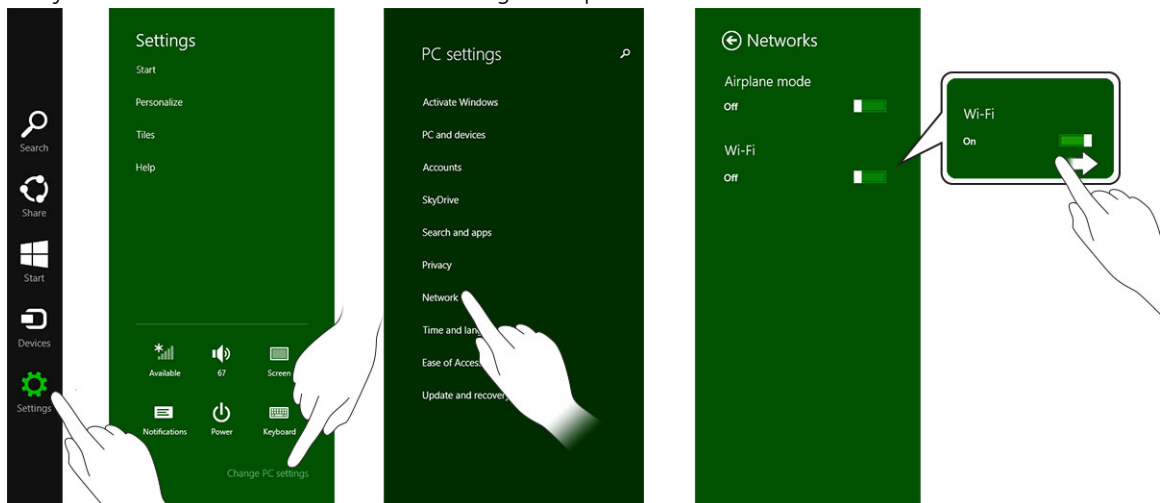 Search
Share
Start
Devices
Settings
Settings
Start
Personalize
Tiles
Help
Available
67
Screen
Notifications
Power
Keyboard
Change PC settings
PC settings
Activate Windows
PC and devices
Accounts
SkyDrive
Search and apps
Privacy
Network
Time and lang
Ease of Access
Update and recovery
Networks
Airplane mode
Off
Wi-Fi
Off
Wi-Fi
On